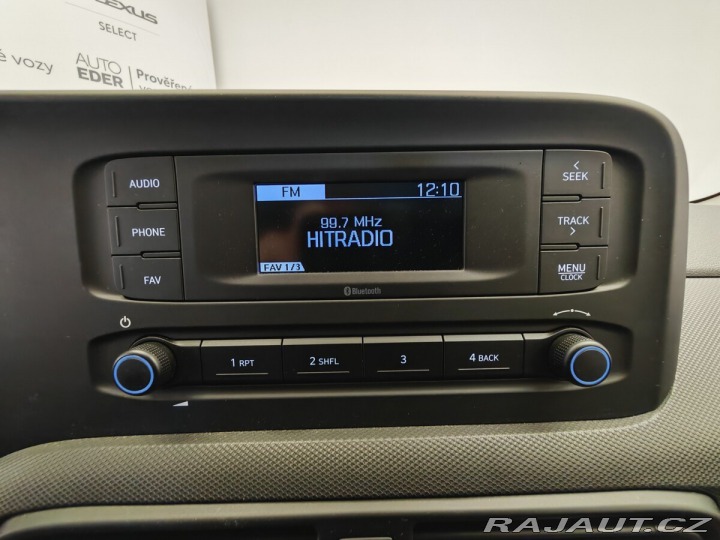 LEXUS
SELECT
é vozy
AUTO
EDER
Prověřen
AUDIO
PHONE
FAV
FM 12:10
99.7 MHz
HITRADIO
FAV 1/3
Bluetooth
< SEEK
TRACK >
MENU
CLOCK
1 RPT
2 SHFL
3
4 BACK
RAJAUT.CZ